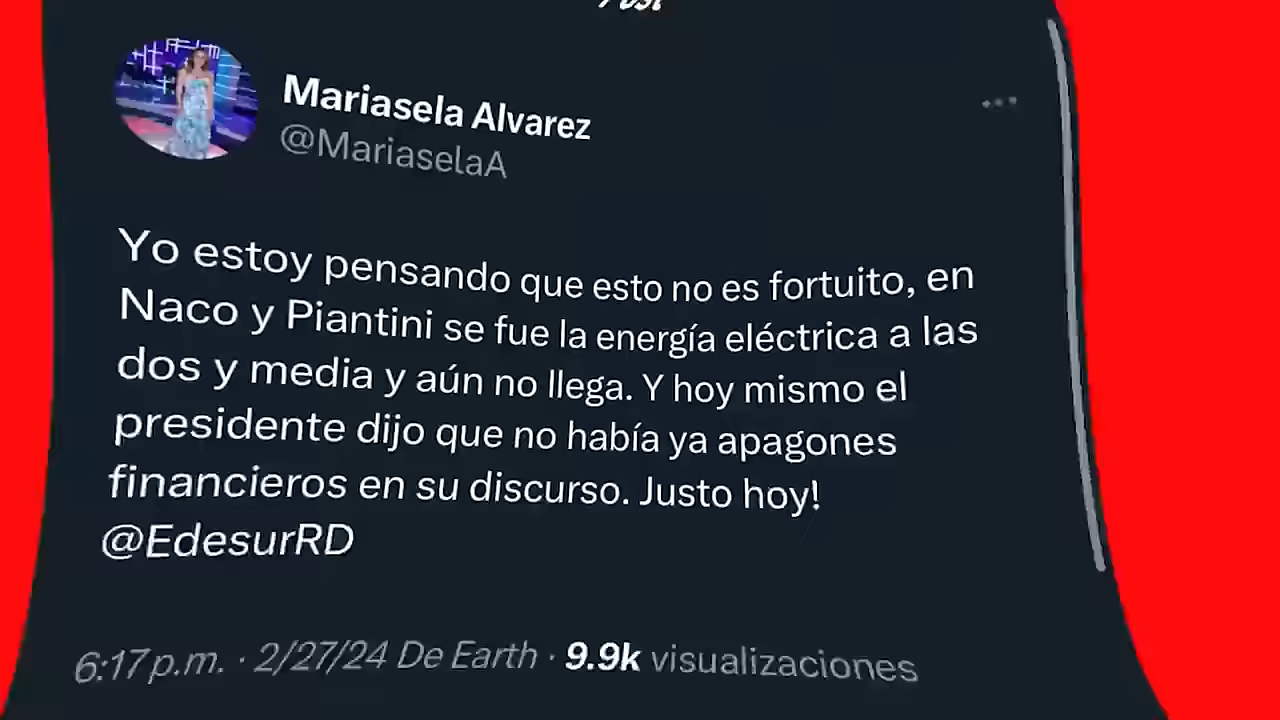 Post
Mariasela Alvarez
@MariaselaA
Yo estoy pensando que esto no es fortuito, en
Naco y Piantini se fue la energía eléctrica a las
dos y media y aún no llega. Y hoy mismo el
presidente dijo que no había ya apagones
financieros en su discurso. Justo hoy!
@EdesurRD
6:17 p.m. · 2/27/24 De Earth · 9.9k visualizaciones